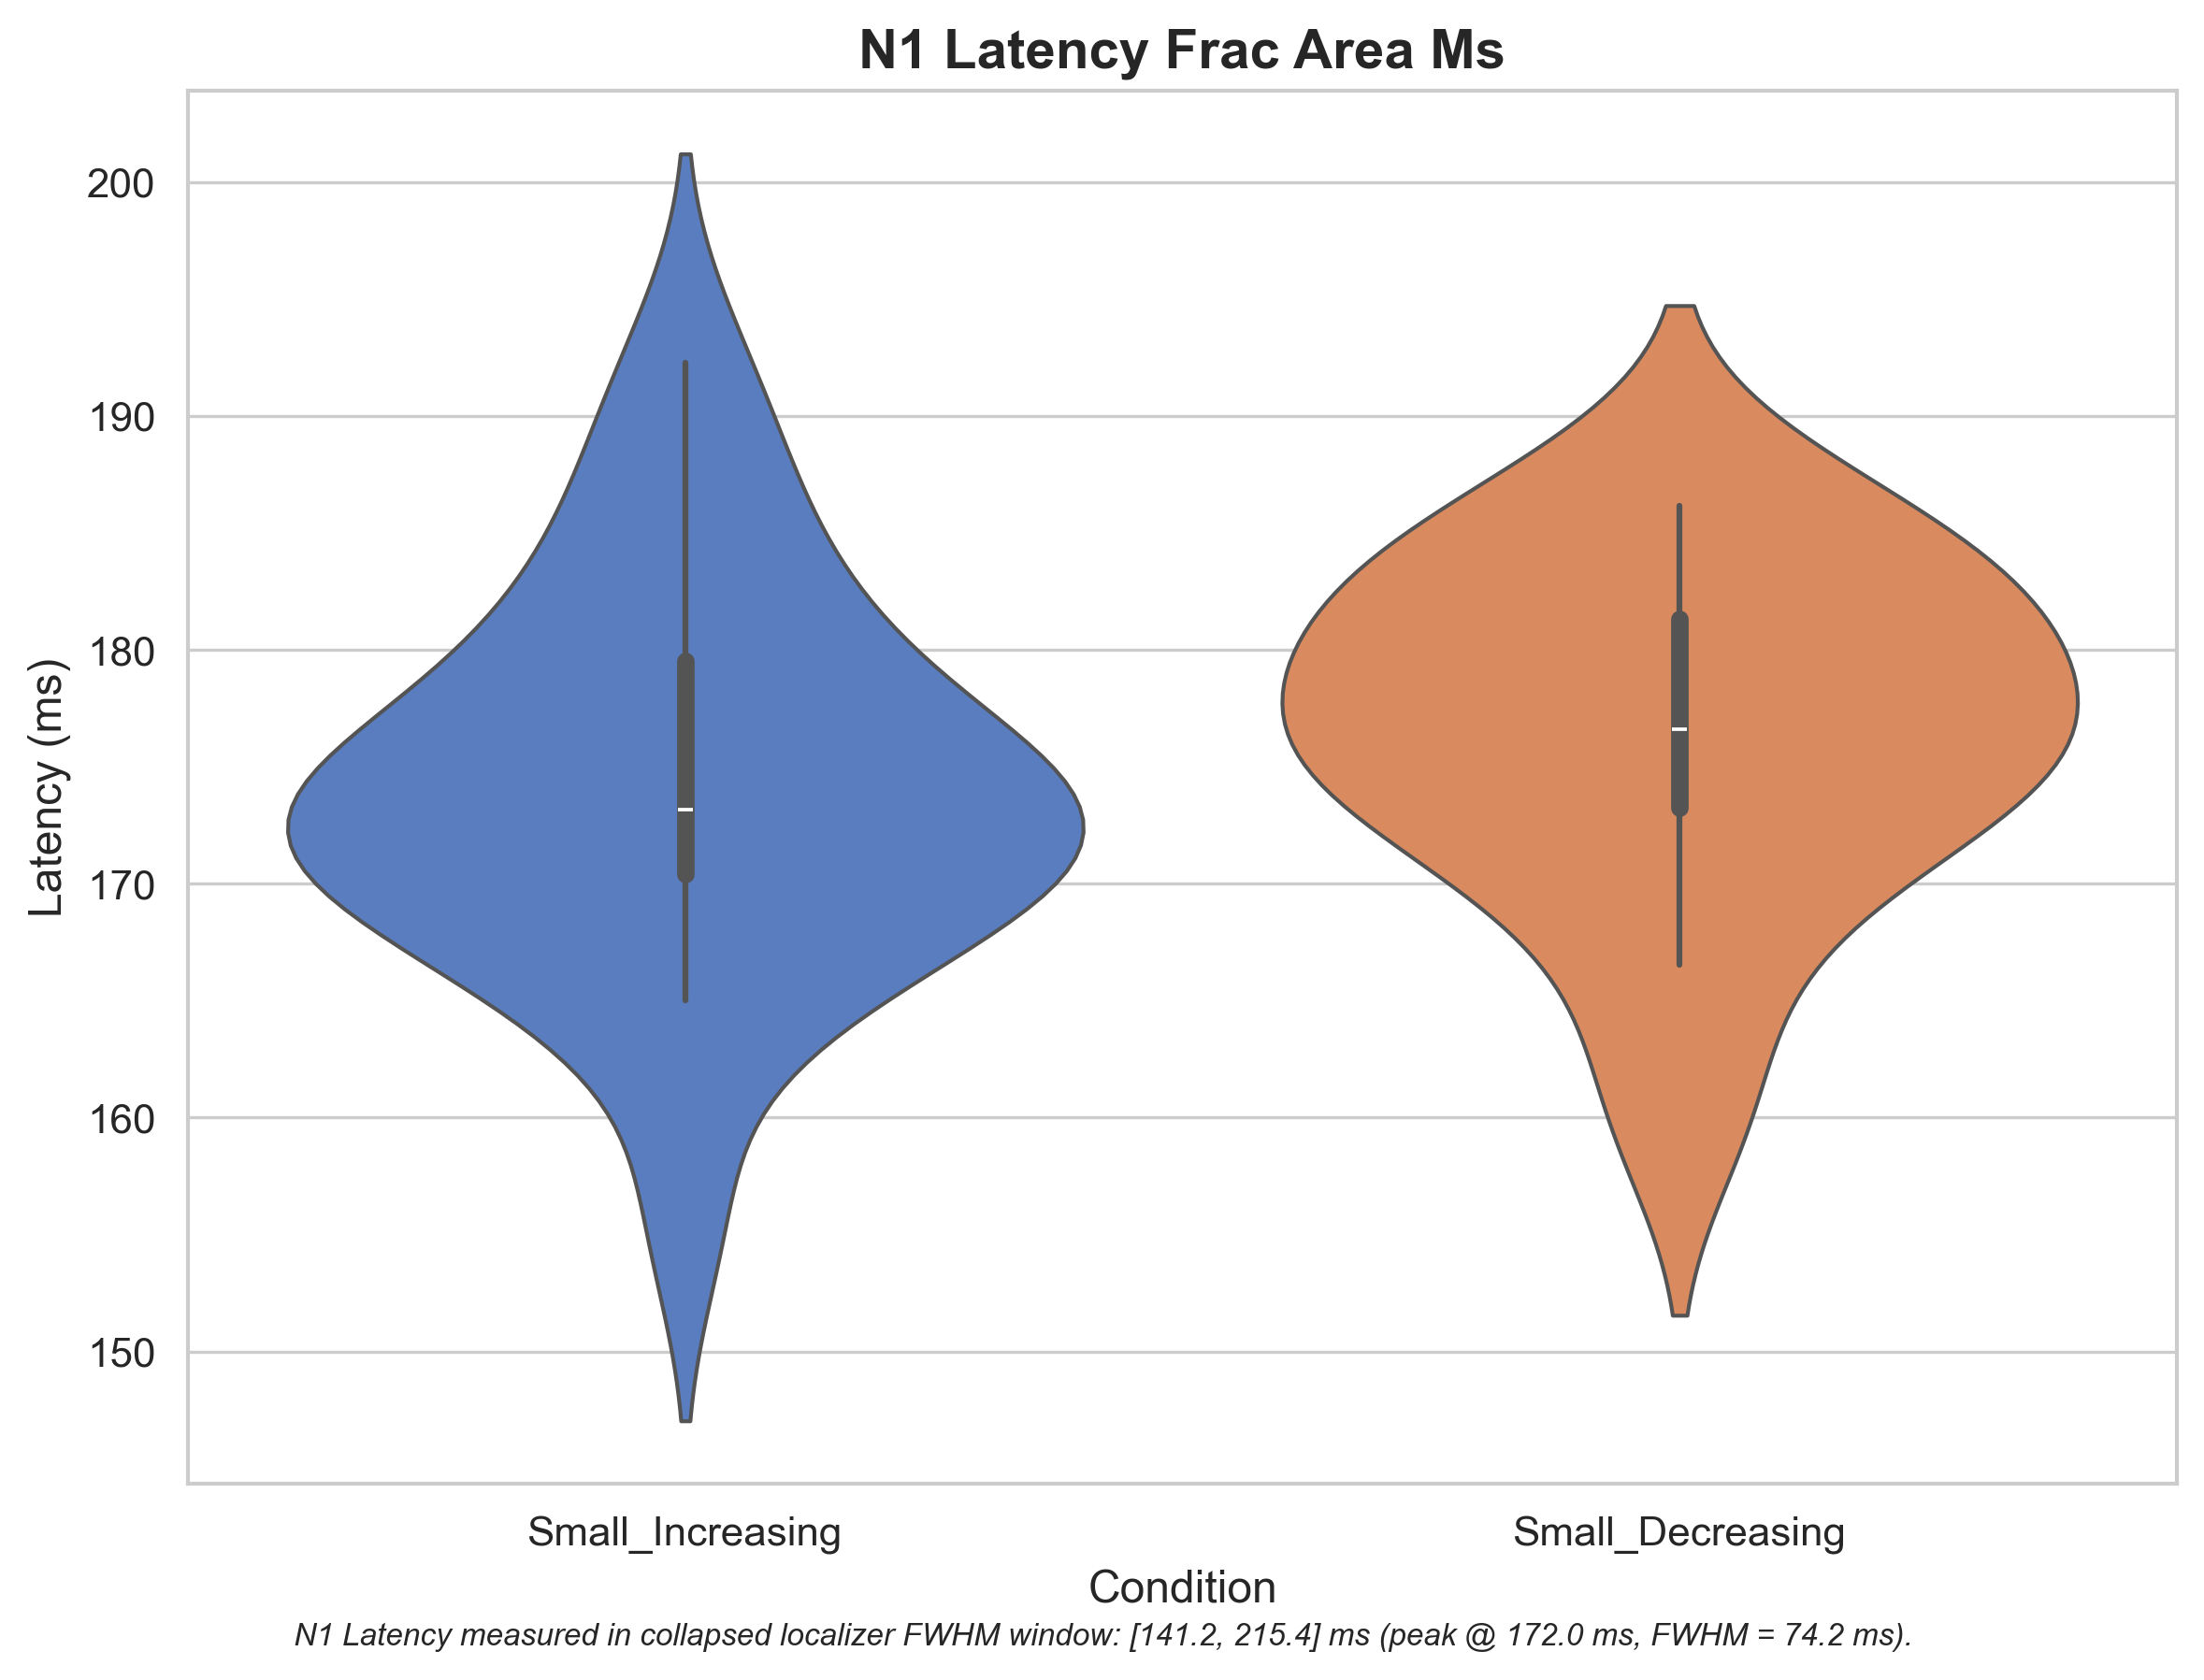 N1 Latency Frac Area Ms
200
190
180
170
160
150
Latency (ms)
Small_Increasing
Small_Decreasing
Condition
N1 Latency measured in collapsed localizer FWHM window: [141.2, 215.4] ms (peak @ 172.0 ms, FWHM = 74.2 ms).